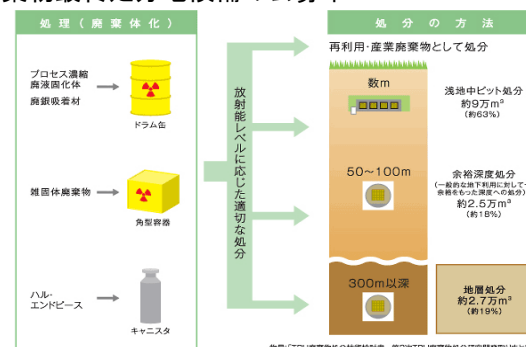 処理(廃棄体化)
プロセス濃縮
廃液固化体
廃銀吸着材
ドラム缶
雑固体廃棄物
角型容器
ハル・
エンドピース
キャニスタ
放射能レベルに応じた適切な処分
処分の方法
再利用・産業廃棄物として処分
数m
浅地中ピット処分
約9万m³
(約63%)
50〜100m
余裕深度処分
(一般的な地下利用に対して十
余裕をもった深度への処分)
約2.5万m³
(約18%)
300m以深
地層処分
約2.7万m³
(約19%)